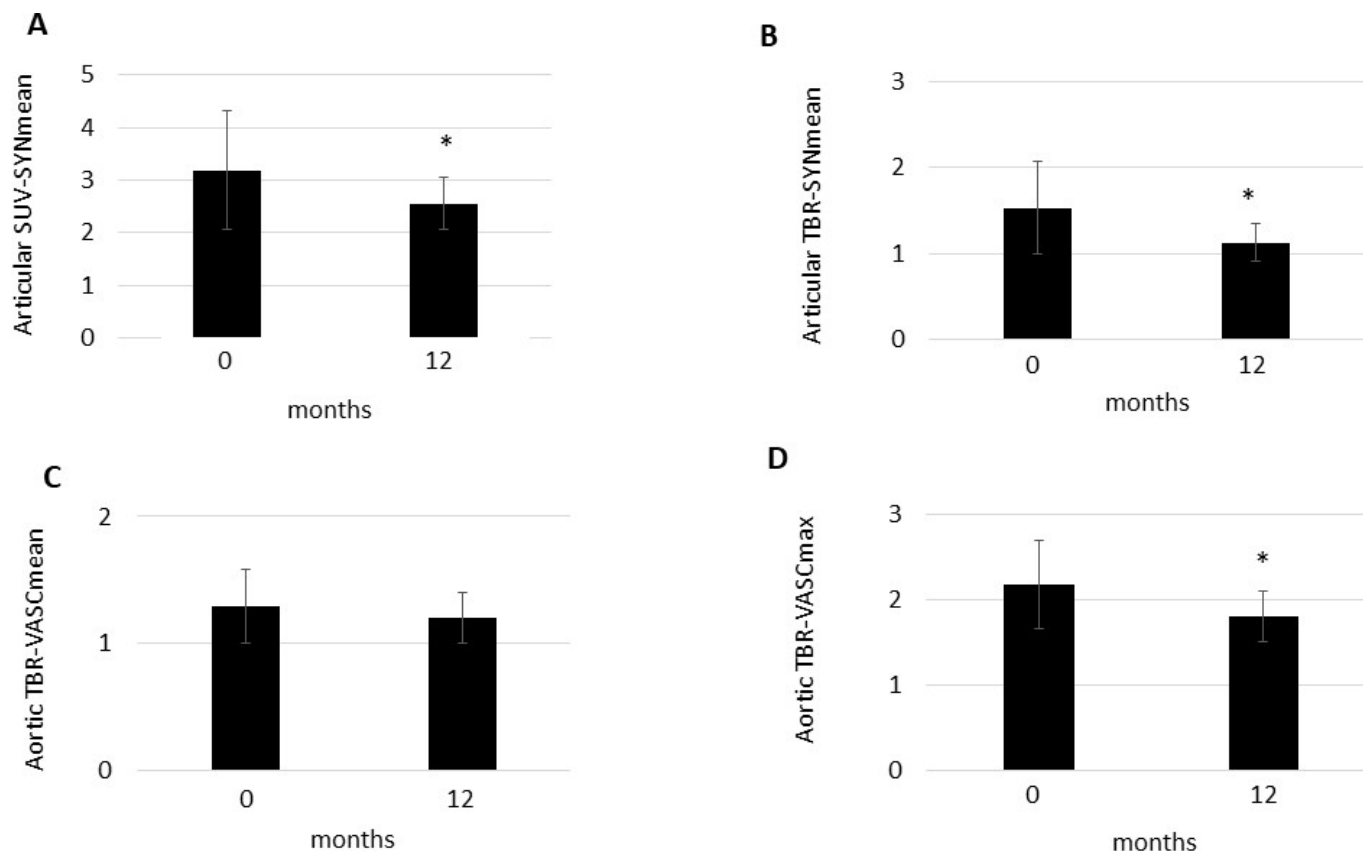 A
Articular SUV-SYNmean
5
4
3
2
1
0
*
0 12
months
B
Articular TBR-SYNmean
3
2
1
0
*
0 12
months
C
Aortic TBR-VASCmean
2
1
0
0 12
months
D
Aortic TBR-VASCmax
3
2
1
0
*
0 12
months